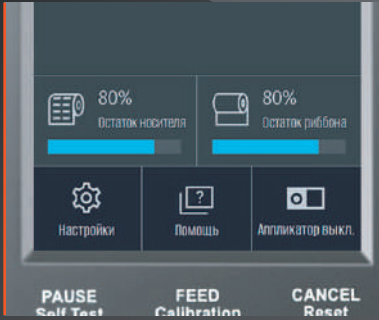 80%
Остаток носителя
80%
Остаток риббона
?
Настройки
Помощь
Аппликатор выкл.
PAUSE
Self Test
FEED
Calibration
CANCEL
Reset